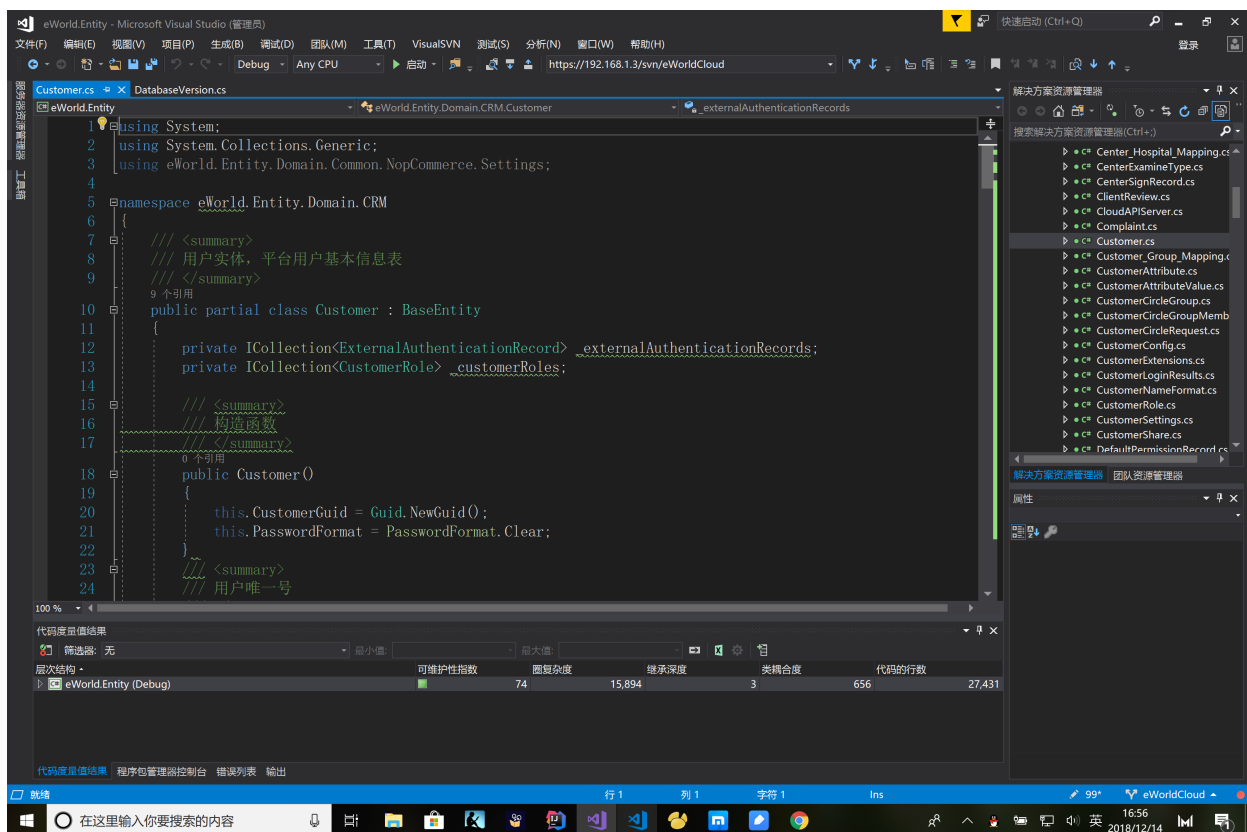 eWorld.Entity - Microsoft Visual Studio (管理员)
快速启动 (Ctrl+Q)
文件(F) 编辑(E) 视图(V) 项目(P) 生成(B) 调试(D) 团队(M) 工具(T) VisualSVN 测试(S) 分析(N) 窗口(W) 帮助(H)
登录
Debug Any CPU 启动 https://192.168.1.3/svn/eWorldCloud
服务器资源管理器
工具箱
Customer.cs DatabaseVersion.cs
eWorld.Entity eWorld.Entity.Domain.CRM.Customer _externalAuthenticationRecords
1 using System;
2 using System.Collections.Generic;
3 using eWorld.Entity.Domain.Common.NopCommerce.Settings;
4
5 namespace eWorld.Entity.Domain.CRM
6 {
7 /// <summary>
8 /// 用户实体, 平台用户基本信息表
9 /// </summary>
9 个引用
10 public partial class Customer : BaseEntity
11 {
12 private ICollection<ExternalAuthenticationRecord> _externalAuthenticationRecords;
13 private ICollection<CustomerRole> _customerRoles;
14
15 /// <summary>
16 /// 构造函数
17 /// </summary>
0 个引用
18 public Customer()
19 {
20 this.CustomerGuid = Guid.NewGuid();
21 this.PasswordFormat = PasswordFormat.Clear;
22 }
23 /// <summary>
24 /// 用户唯一号
100 %
解决方案资源管理器
搜索解决方案资源管理器(Ctrl+;)
C# Center_Hospital_Mapping.cs
C# CenterExamineType.cs
C# CenterSignRecord.cs
C# ClientReview.cs
C# CloudAPIServer.cs
C# Complaint.cs
C# Customer.cs
C# Customer_Group_Mapping.c
C# CustomerAttribute.cs
C# CustomerAttributeValue.cs
C# CustomerCircleGroup.cs
C# CustomerCircleGroupMemb
C# CustomerCircleRequest.cs
C# CustomerConfig.cs
C# CustomerExtensions.cs
C# CustomerLoginResults.cs
C# CustomerNameFormat.cs
C# CustomerRole.cs
C# CustomerSettings.cs
C# CustomerShare.cs
C# DefaultPermissionRecord.cs
解决方案资源管理器 团队资源管理器
属性
代码度量值结果
筛选器: 无 最小值: 最大值:
层次结构 可维护性指数 圈复杂度 继承深度 类耦合度 代码的行数
eWorld.Entity (Debug) 74 15,894 3 656 27,431
代码度量值结果 程序包管理器控制台 错误列表 输出
就绪 行 1 列 1 字符 1 Ins 99* eWorldCloud
在这里输入你要搜索的内容
英 16:56
2018/12/14